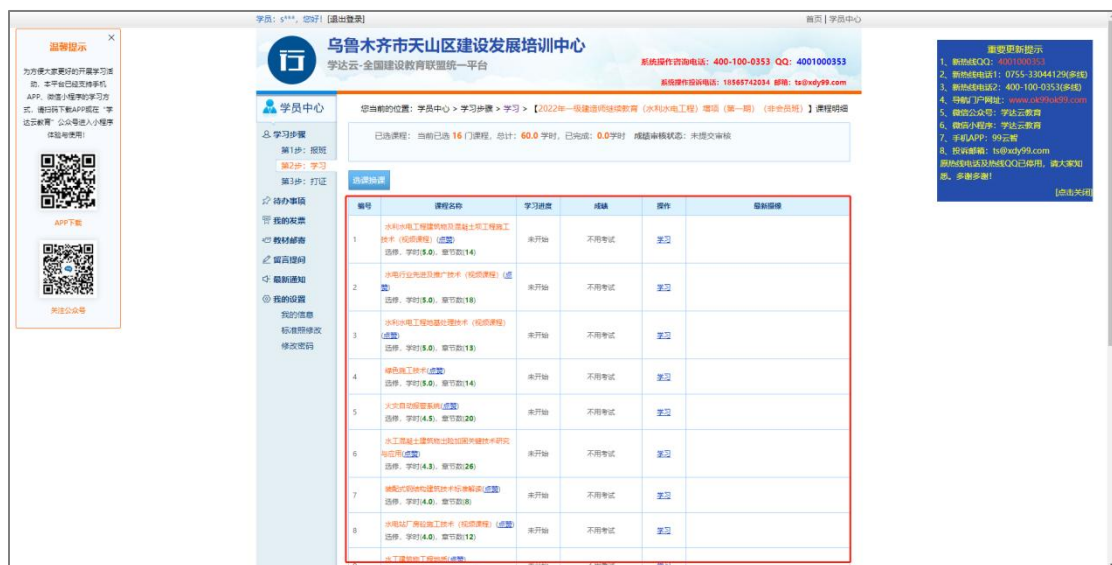 学员：s***，您好！[退出登录]
首页 | 学员中心
温馨提示
为方便大家更好的开展学习活
动，本平台已经支持手机
APP、微信小程序的学习方
式，请扫码下载APP或在“学
达云教育”公众号进入小程序
体验与使用！
APP下载
关注公众号
行
乌鲁木齐市天山区建设发展培训中心
学达云-全国建设教育联盟统一平台
系统操作咨询电话：400-100-0353 QQ：4001000353
系统操作投诉电话：18565742034 邮箱：ts@xdy99.com
学员中心
学习步骤
第1步：报班
第2步：学习
第3步：打证
待办事项
我的发票
教材邮寄
留言提问
最新通知
我的设置
我的信息
标准照修改
修改密码
您当前的位置：学员中心 > 学习步骤 > 学习 > 【2022年一级建造师继续教育（水利水电工程）增项（第一期）（非会员班）】课程明细
已选课程： 当前已选 16 门课程，总计：60.0 学时，已完成：0.0学时 成绩审核状态：未提交审核
选课换课
编号 课程名称 学习进度 成绩 操作 最新报错
1 水利水电工程建筑物及混凝土坝工程施工
技术（视频课程）(点赞)
选修，学时(5.0)，章节数(14)
未开始 不用考试 学习
2 水电行业先进及推广技术（视频课程）(点
赞)
选修，学时(5.0)，章节数(18)
未开始 不用考试 学习
3 水利水电工程地基处理技术（视频课程）
(点赞)
选修，学时(5.0)，章节数(13)
未开始 不用考试 学习
4 绿色施工技术(点赞)
选修，学时(5.0)，章节数(14)
未开始 不用考试 学习
5 火灾自动报警系统(点赞)
选修，学时(4.5)，章节数(20)
未开始 不用考试 学习
6 水工混凝土建筑物出险加固关键技术研究
与应用(点赞)
选修，学时(4.3)，章节数(26)
未开始 不用考试 学习
7 装配式钢结构建筑技术标准解读(点赞)
选修，学时(4.0)，章节数(8)
未开始 不用考试 学习
8 水电站厂房后施工技术（视频课程）(点赞)
选修，学时(4.0)，章节数(12)
未开始 不用考试 学习
重要更新提示
1、新热线QQ：4001000353
2、新热线电话1：0755-33044129(多线)
3、新热线电话2：400-100-0353(多线)
4、导航门户网址：www.ok99ok99.com
5、微信公众号：学达云教育
6、微信小程序：学达云教育
7、手机APP：99云智
8、投诉邮箱：ts@xdy99.com
原热线电话及热线QQ已停用，请大家知
悉。多谢多谢！
[点击关闭]